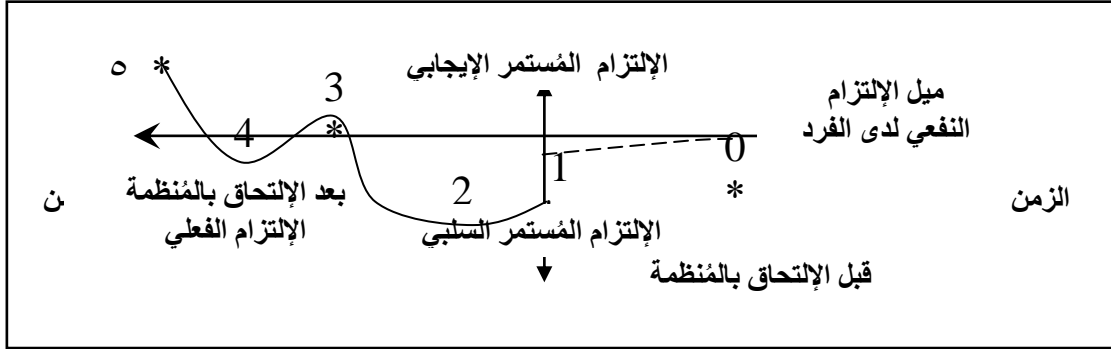 الإلتزام المُستمر الإيجابي
٥
*
3
ميل الإلتزام
النفعي لدى الفرد
4
*
0
1
*
2
بعد الإلتحاق بالمُنظمة
الإلتزام الفعلي
الزمن
ن
الإلتزام المُستمر السلبي
قبل الإلتحاق بالمُنظمة